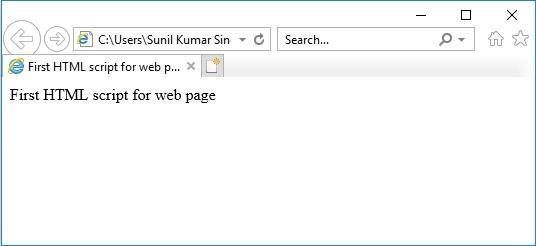 C:\Users\Sunil Kumar Sin
Search...
First HTML script for web p...
First HTML script for web page